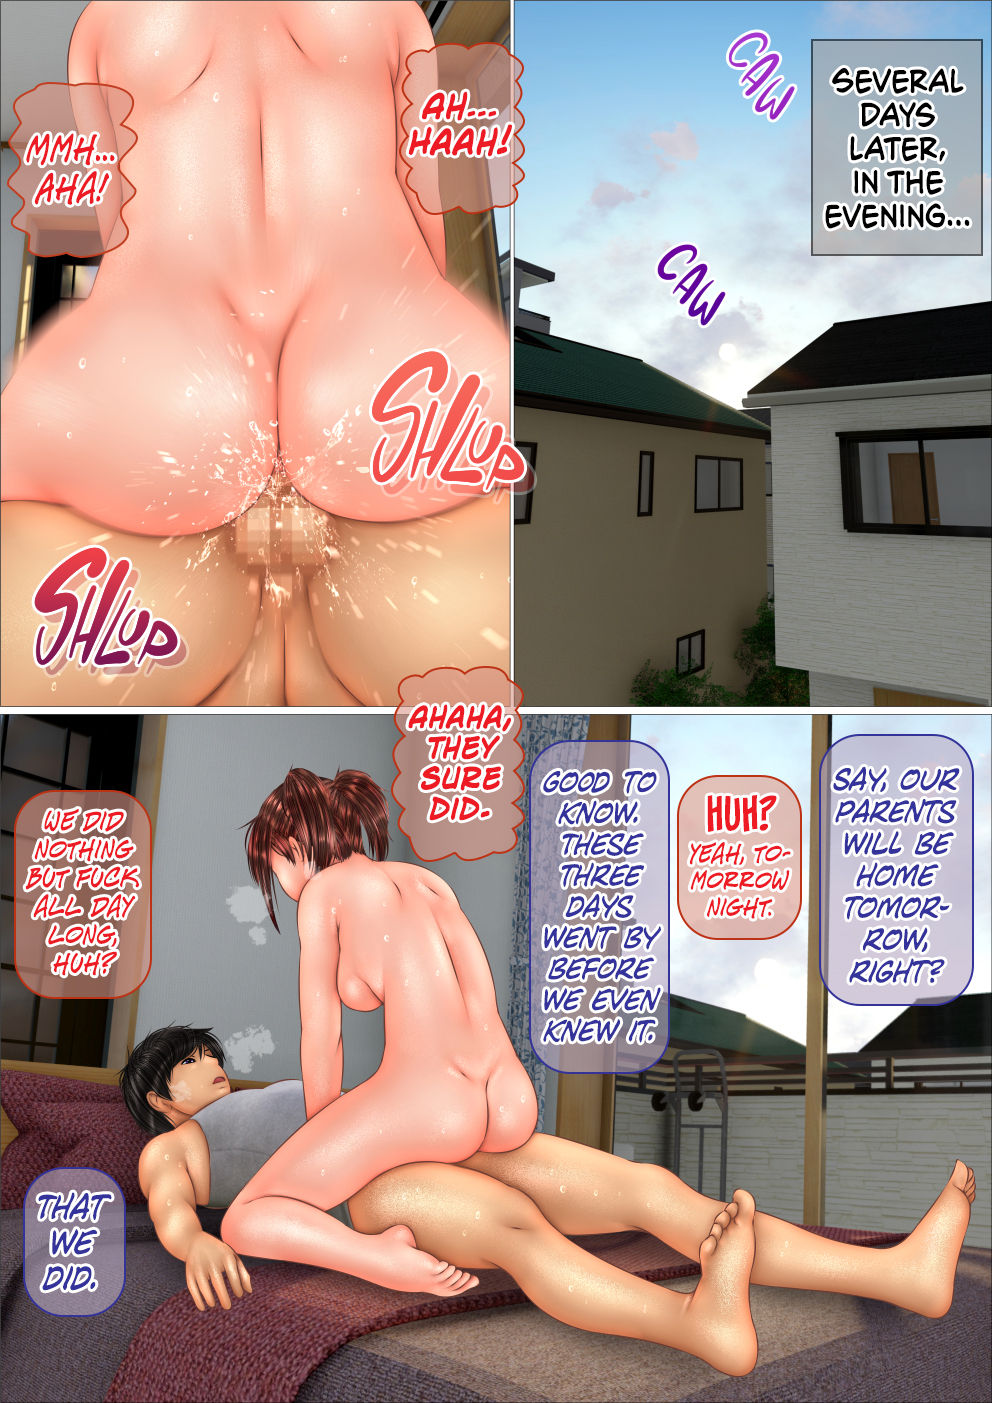 SEVERAL
DAYS
LATER,
IN THE
EVENING...
CAW
CAW
AH---
HAAH!
MMH...
AHA!
SHLUP
SHLUP
SAY, OUR
PARENTS
WILL BE
HOME
TOMOR-
ROW,
RIGHT?
HUH?
YEAH, TO-
MORROW
NIGHT.
GOOD TO
KNOW.
THESE
THREE
DAYS
WENT BY
BEFORE
WE EVEN
KNEW IT.
AHAHA,
THEY
SURE
DID.
WE DID
NOTHING
BUT FUCK
ALL DAY
LONG,
HUH?
THAT
WE
DID.